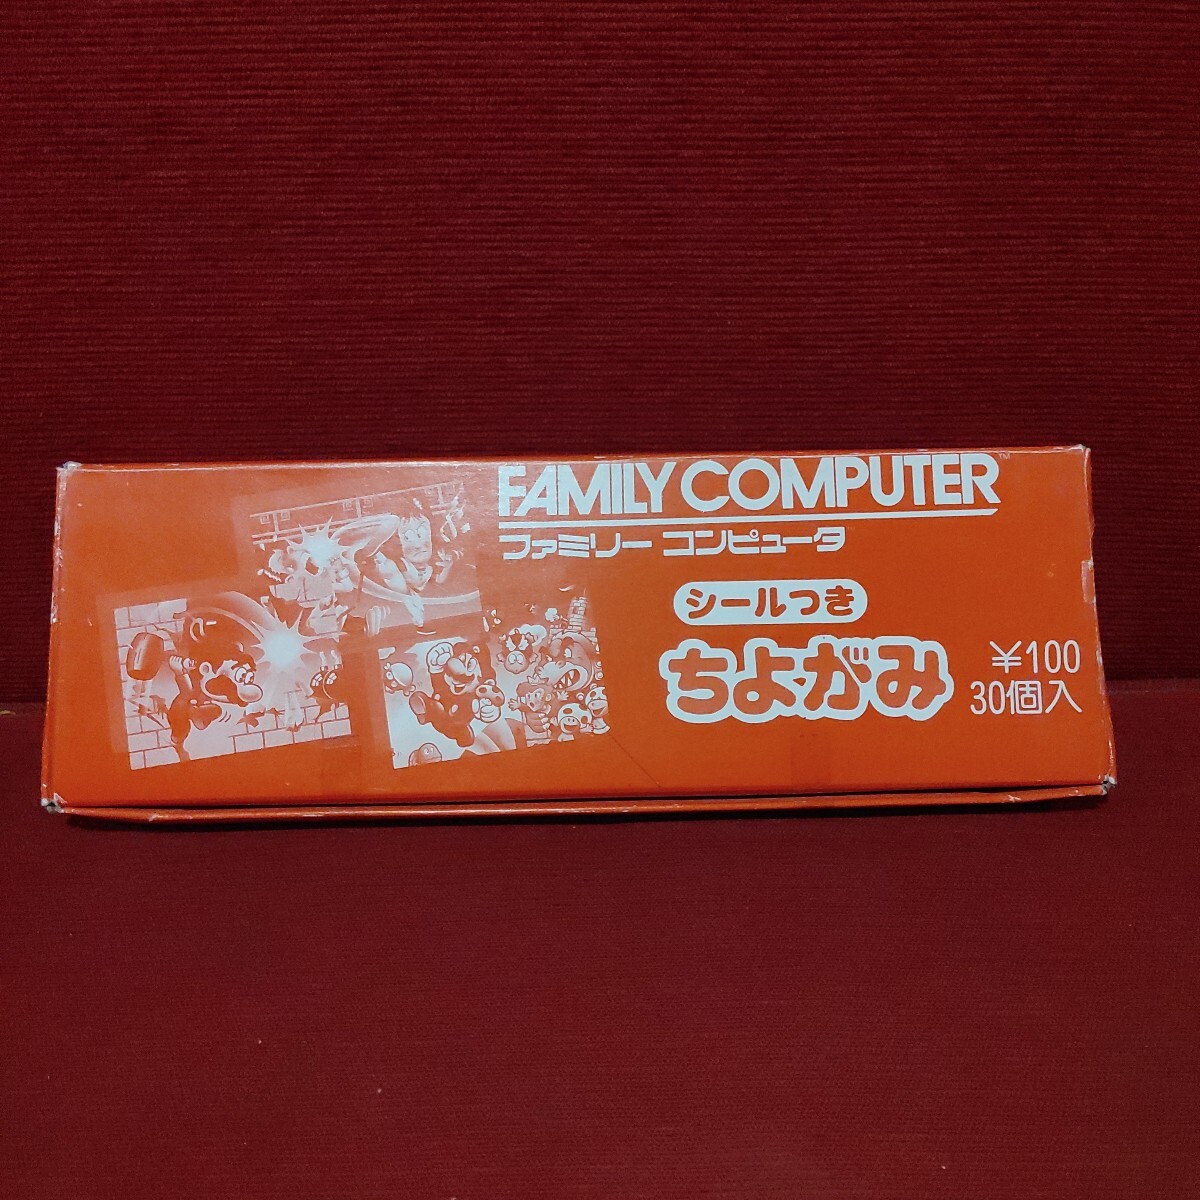 FAMILY COMPUTER™
ファミリー コンピュータ
シールつき
ちよがみ
¥100
30個入